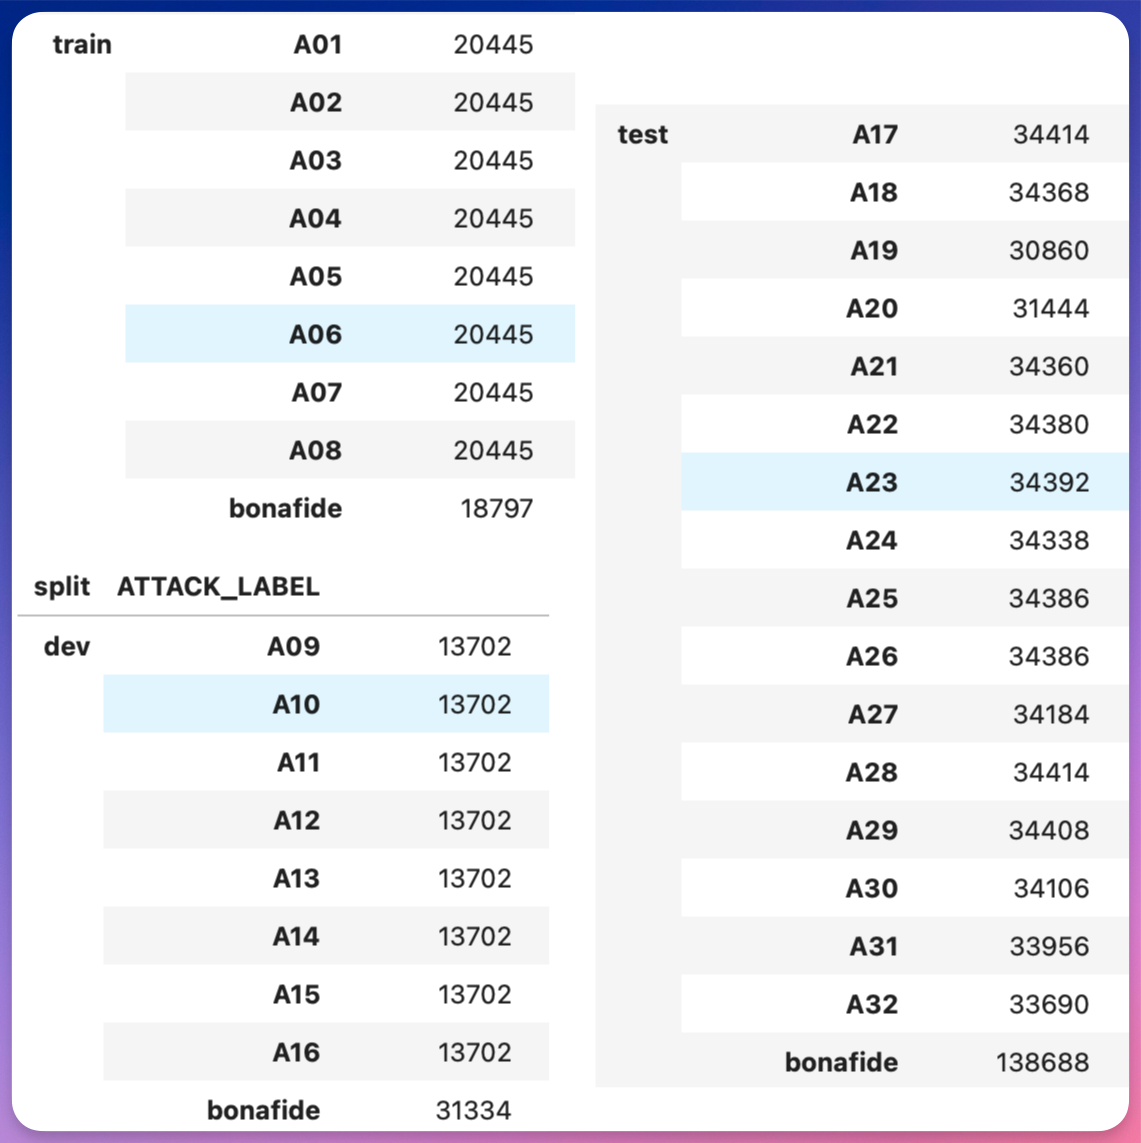 train A01 20445
A02 20445
A03 20445
A04 20445
A05 20445
A06 20445
A07 20445
A08 20445
bonafide 18797
split ATTACK_LABEL
dev A09 13702
A10 13702
A11 13702
A12 13702
A13 13702
A14 13702
A15 13702
A16 13702
bonafide 31334
test A17 34414
A18 34368
A19 30860
A20 31444
A21 34360
A22 34380
A23 34392
A24 34338
A25 34386
A26 34386
A27 34184
A28 34414
A29 34408
A30 34106
A31 33956
A32 33690
bonafide 138688